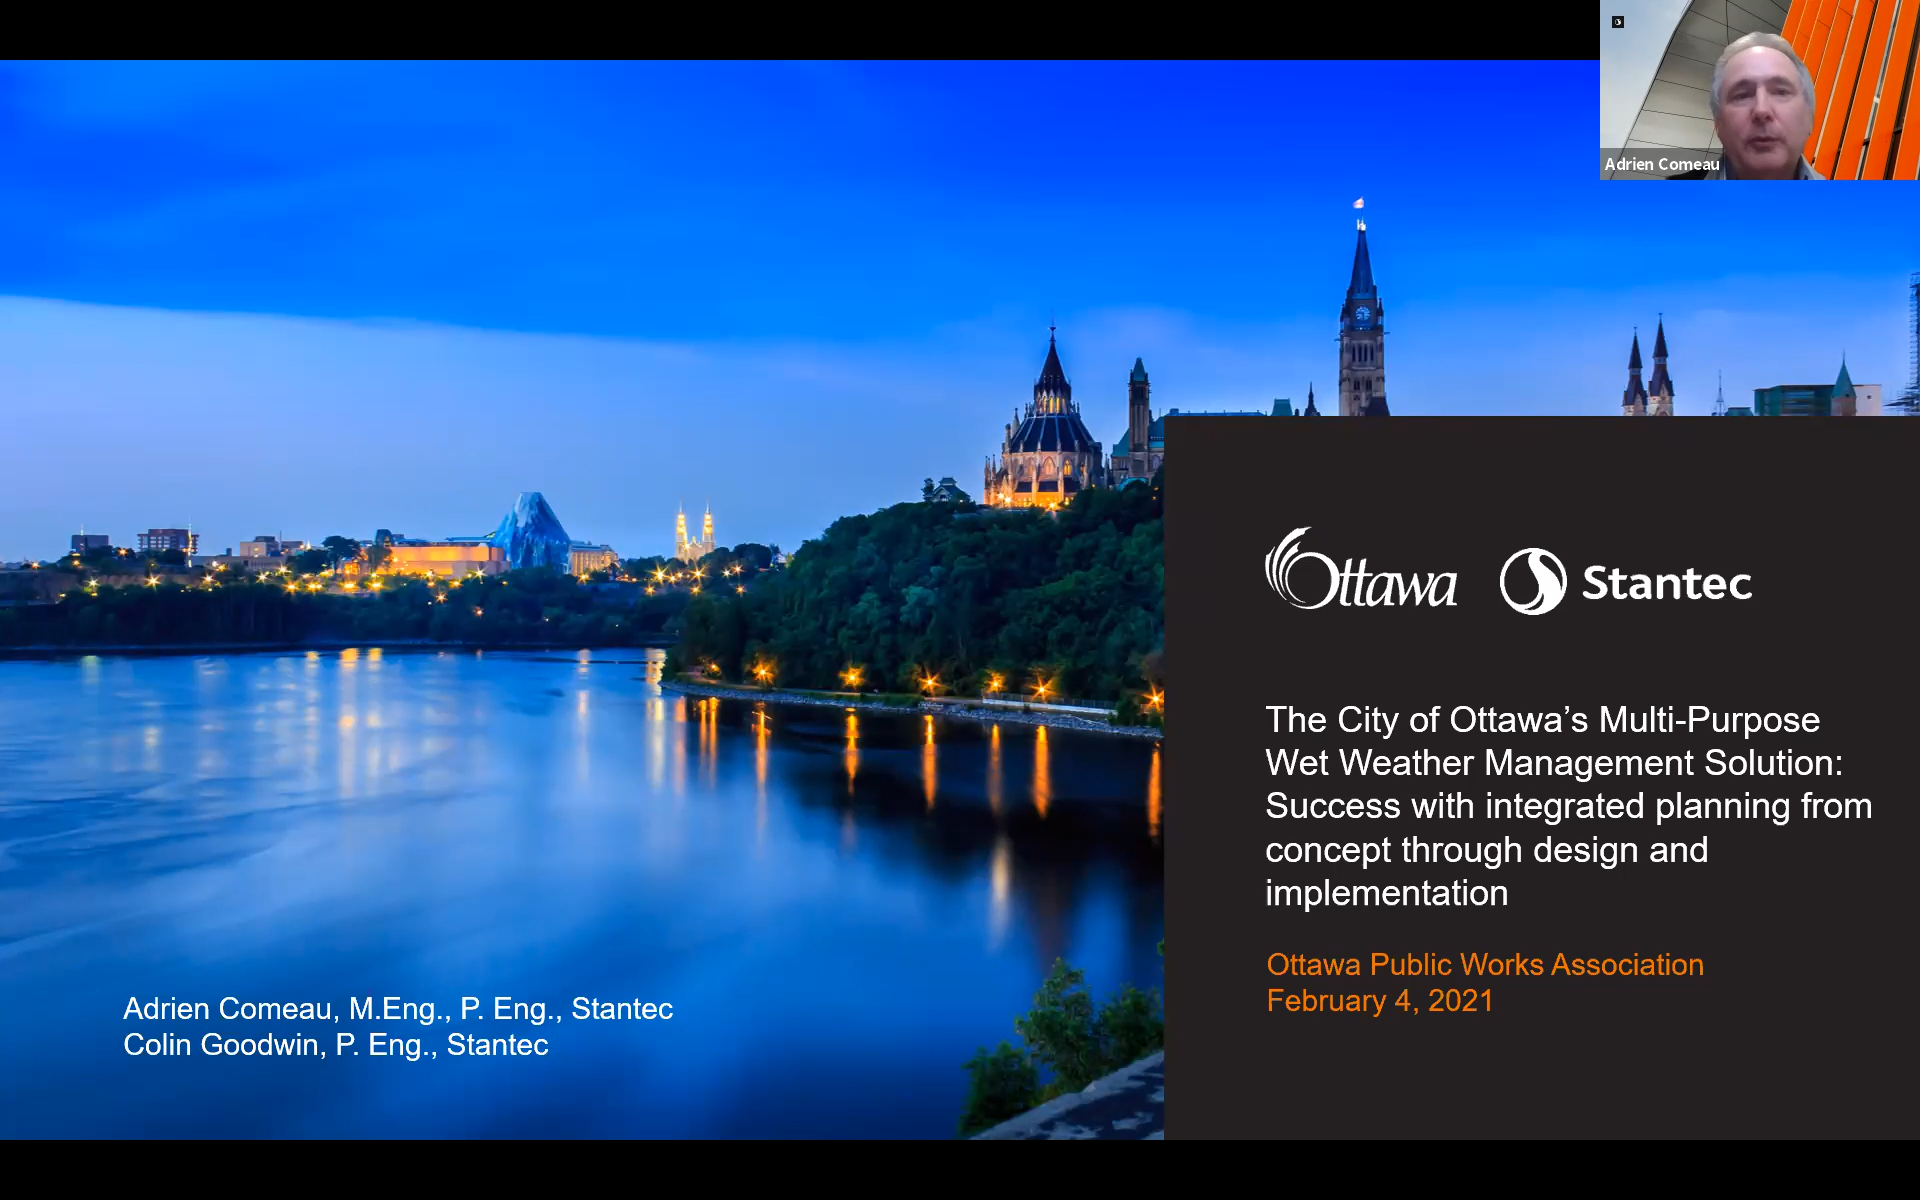 Adrien Comeau
Ottawa
Stantec
The City of Ottawa’s Multi-Purpose
Wet Weather Management Solution:
Success with integrated planning from
concept through design and
implementation
Ottawa Public Works Association
February 4, 2021
Adrien Comeau, M.Eng., P. Eng., Stantec
Colin Goodwin, P. Eng., Stantec